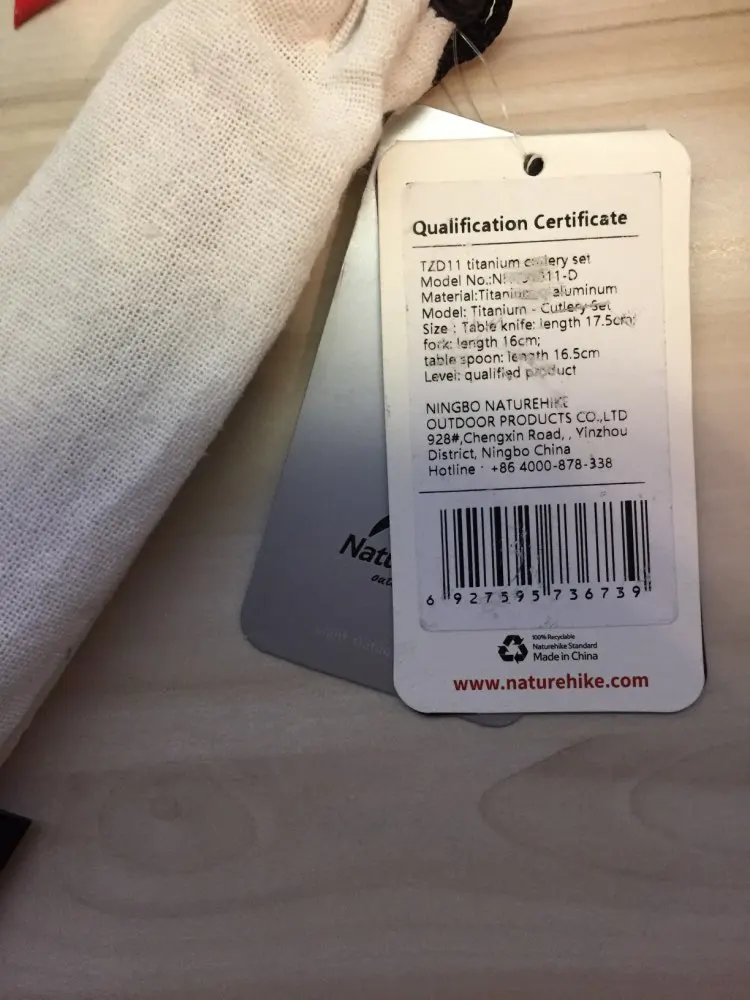 Qualification Certificate
TZD11 titanium cutlery set
Model No.: 11-D
Material:Titanium aluminum
Model: Titanium - Cutlery Set
Size : Table knife: length 17.5cm;
fork: length 16cm;
table spoon: length 16.5cm
Level: qualified product
NINGBO NATUREHIKE
OUTDOOR PRODUCTS CO.,LTD
928#,Chengxin Road, , Yinzhou
District, Ningbo China
Hotline : +86 4000-878-338
6 927595 736739
100% Recyclable
Naturehike Standard
Made in China
www.naturehike.com
Natu
out